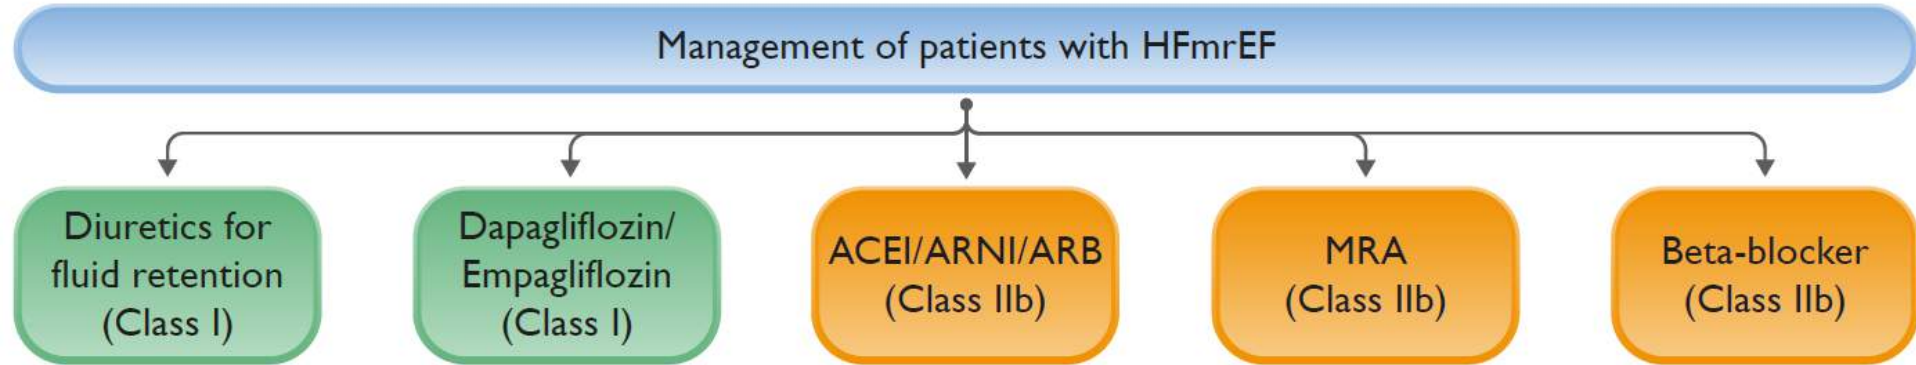 Management of patients with HFmrEF
Diuretics for
fluid retention
(Class I)
Dapagliflozin/
Empagliflozin
(Class I)
ACEI/ARNI/ARB
(Class IIb)
MRA
(Class IIb)
Beta-blocker
(Class IIb)